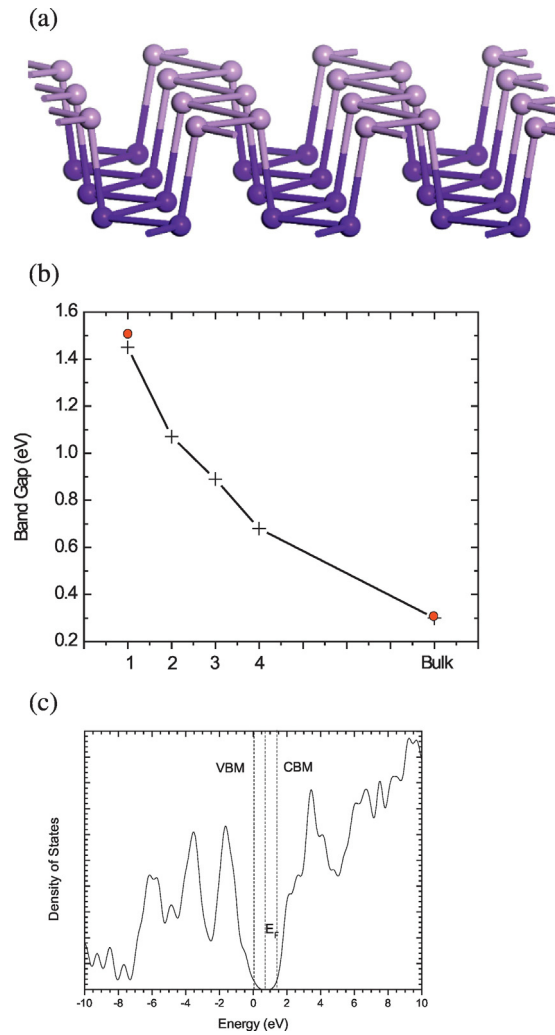 (a)
(b)
1.6
1.4
1.2
1.0
0.8
0.6
0.4
0.2
Band Gap (eV)
1 2 3 4 Bulk
(c)
VBM CBM
E_F
Density of States
-10 -8 -6 -4 -2 0 2 4 6 8 10
Energy (eV)